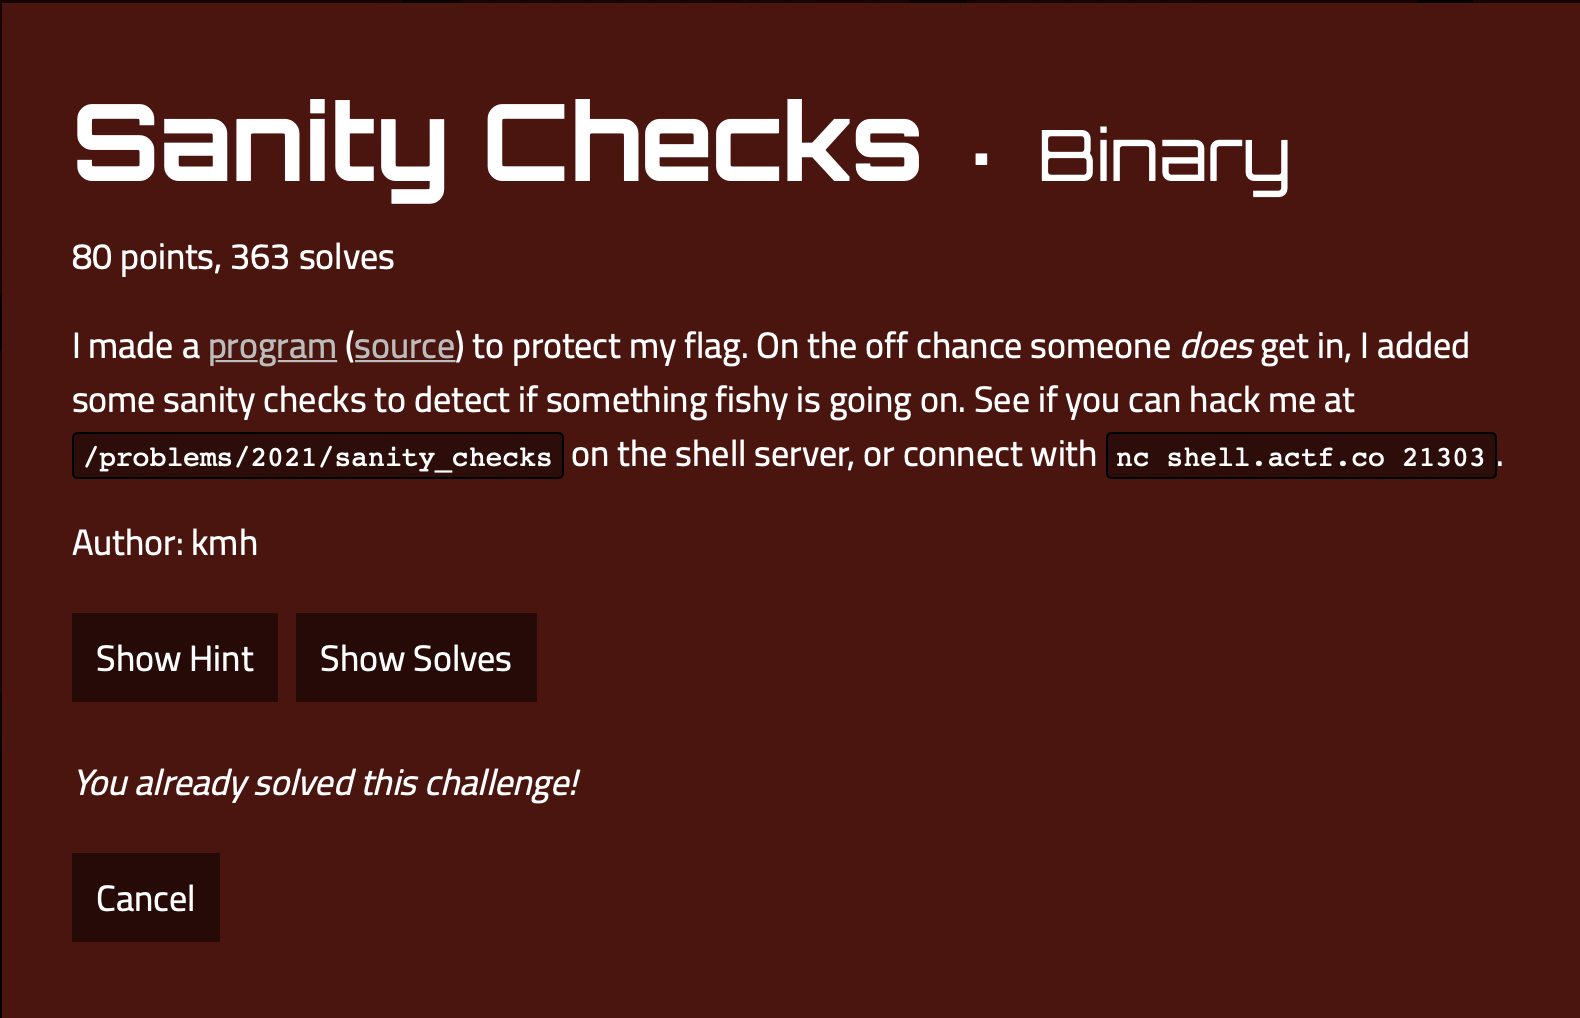 Sanity Checks · Binary
80 points, 363 solves
I made a program (source) to protect my flag. On the off chance someone does get in, I added
some sanity checks to detect if something fishy is going on. See if you can hack me at
/problems/2021/sanity_checks on the shell server, or connect with nc shell.actf.co 21303.
Author: kmh
Show Hint Show Solves
You already solved this challenge!
Cancel